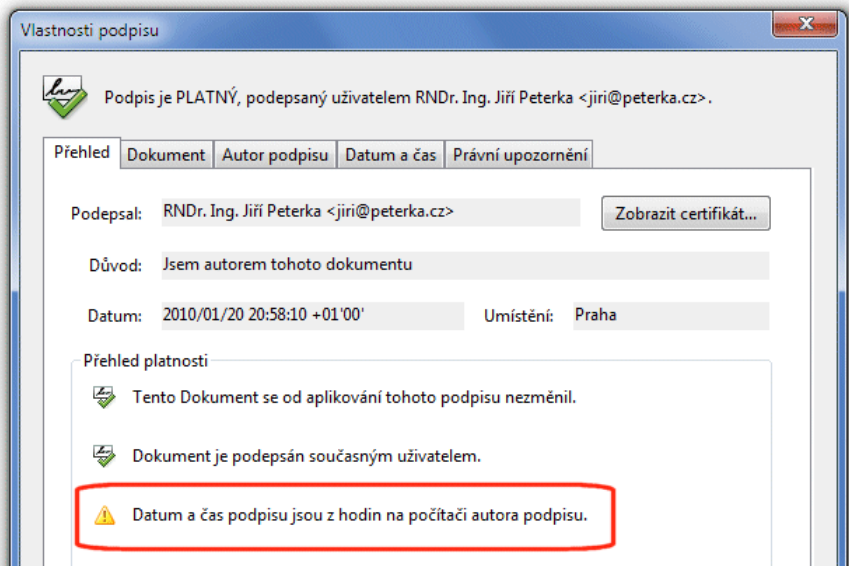 Vlastnosti podpisu
Podpis je PLATNÝ, podepsaný uživatelem RNDr. Ing. Jiří Peterka <jiri@peterka.cz>.
Přehled Dokument Autor podpisu Datum a čas Právní upozornění
Podepsal: RNDr. Ing. Jiří Peterka <jiri@peterka.cz> Zobrazit certifikát...
Důvod: Jsem autorem tohoto dokumentu
Datum: 2010/01/20 20:58:10 +01'00' Umístění: Praha
Přehled platnosti
Tento Dokument se od aplikování tohoto podpisu nezměnil.
Dokument je podepsán současným uživatelem.
Datum a čas podpisu jsou z hodin na počítači autora podpisu.